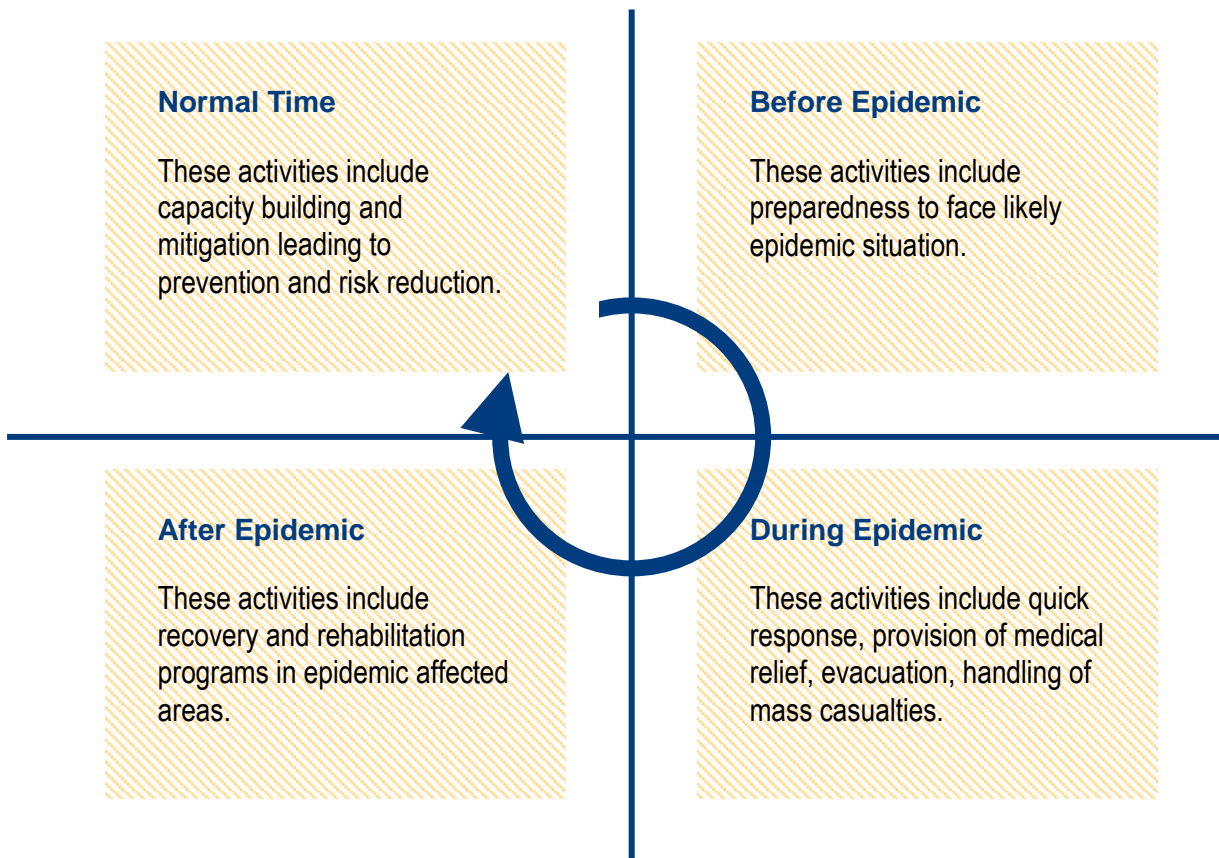 Normal Time
These activities include
capacity building and
mitigation leading to
prevention and risk reduction.
Before Epidemic
These activities include
preparedness to face likely
epidemic situation.
After Epidemic
These activities include
recovery and rehabilitation
programs in epidemic affected
areas.
During Epidemic
These activities include quick
response, provision of medical
relief, evacuation, handling of
mass casualties.